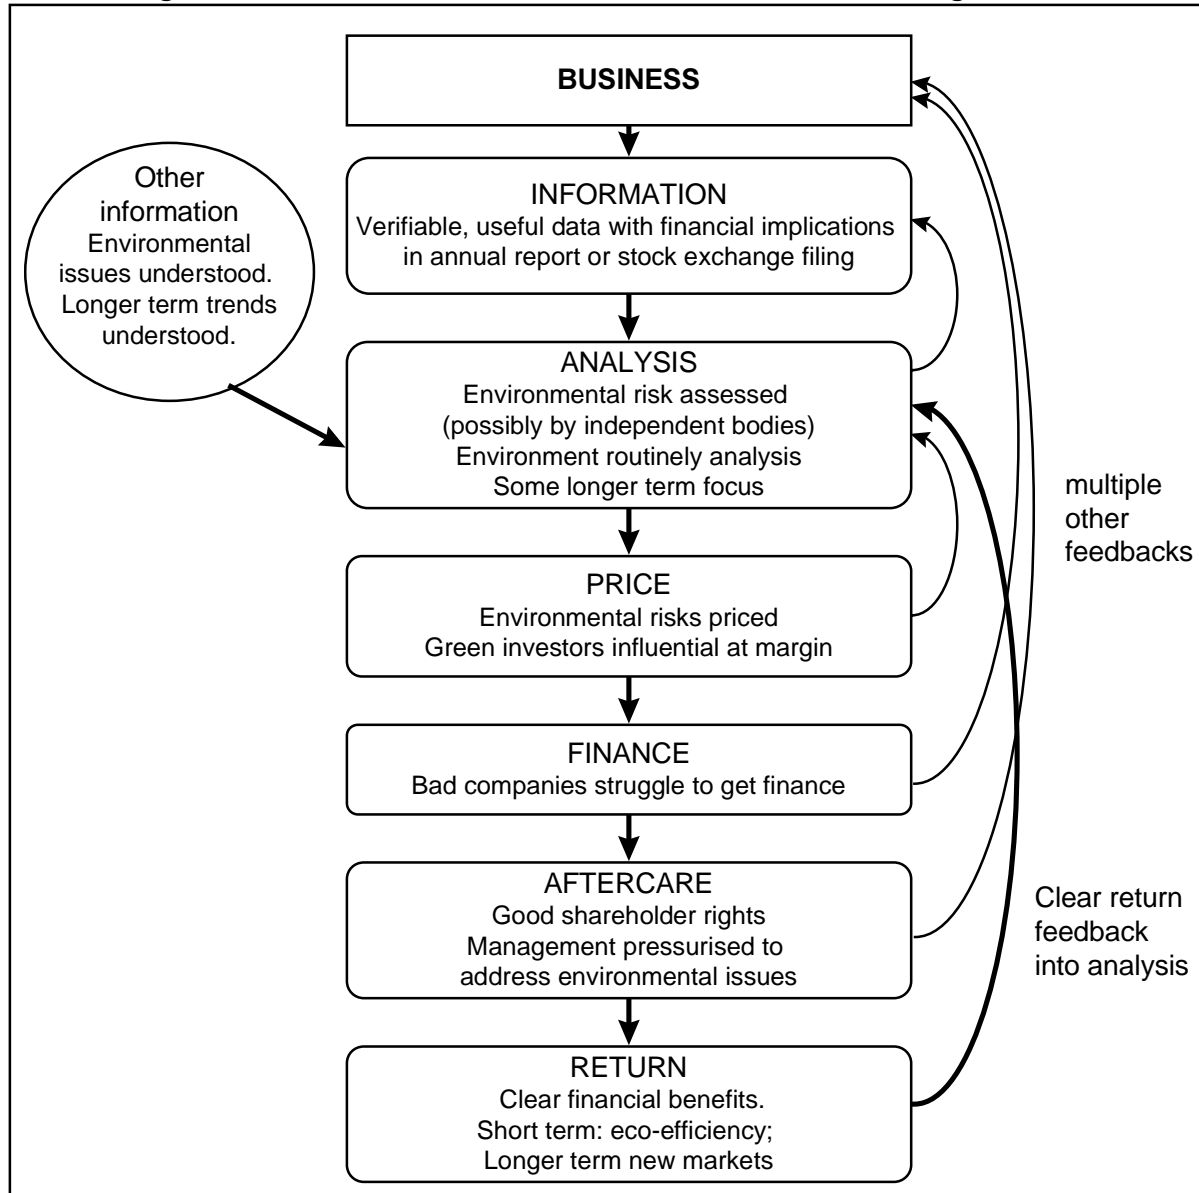 BUSINESS
INFORMATION
Verifiable, useful data with financial implications
in annual report or stock exchange filing
Other
information
Environmental
issues understood.
Longer term trends
understood.
ANALYSIS
Environmental risk assessed
(possibly by independent bodies)
Environment routinely analysis
Some longer term focus
multiple
other
feedbacks
PRICE
Environmental risks priced
Green investors influential at margin
FINANCE
Bad companies struggle to get finance
AFTERCARE
Good shareholder rights
Management pressurised to
address environmental issues
Clear return
feedback
into analysis
RETURN
Clear financial benefits.
Short term: eco-efficiency;
Longer term new markets